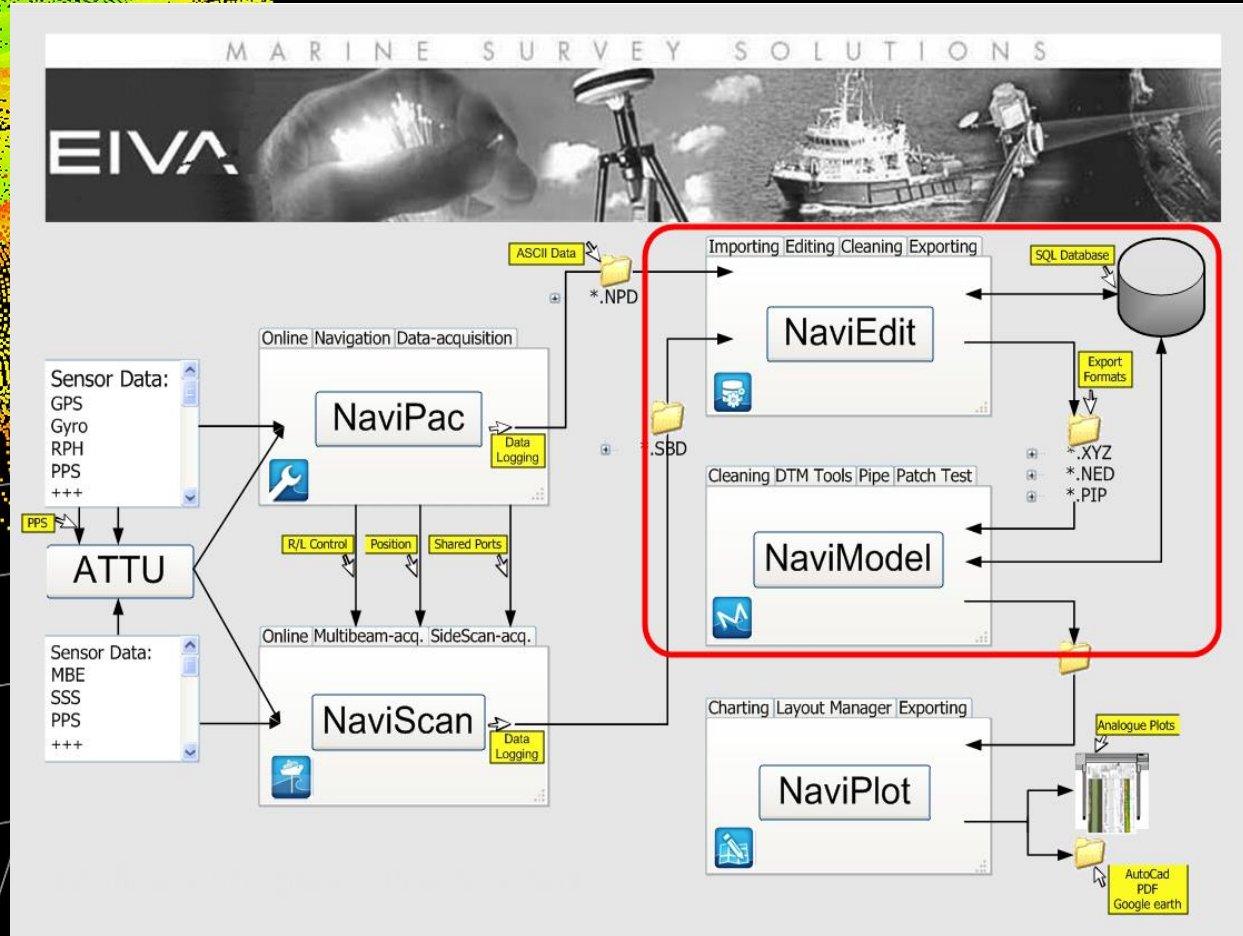 MARINE SURVEY SOLUTIONS
EIVA
ASCII Data
*.NPD
Importing Editing Cleaning Exporting
SQL Database
NaviEdit
Export
Formats
*.XYZ
*.NED
*.PIP
Online Navigation Data-acquisition
NaviPac
Data
Logging
*.SBD
Sensor Data:
GPS
Gyro
RPH
PPS
+++
PPS
ATTU
R/L Control
Position
Shared Ports
Cleaning DTM Tools Pipe Patch Test
NaviModel
Sensor Data:
MBE
SSS
PPS
+++
Online Multibeam-acq. SideScan-acq.
NaviScan
Data
Logging
Charting Layout Manager Exporting
NaviPlot
Analogue Plots
AutoCad
PDF
Google earth